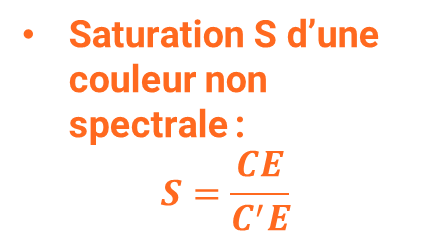 • Saturation S d’une
couleur non
spectrale :
S = CE / C′E